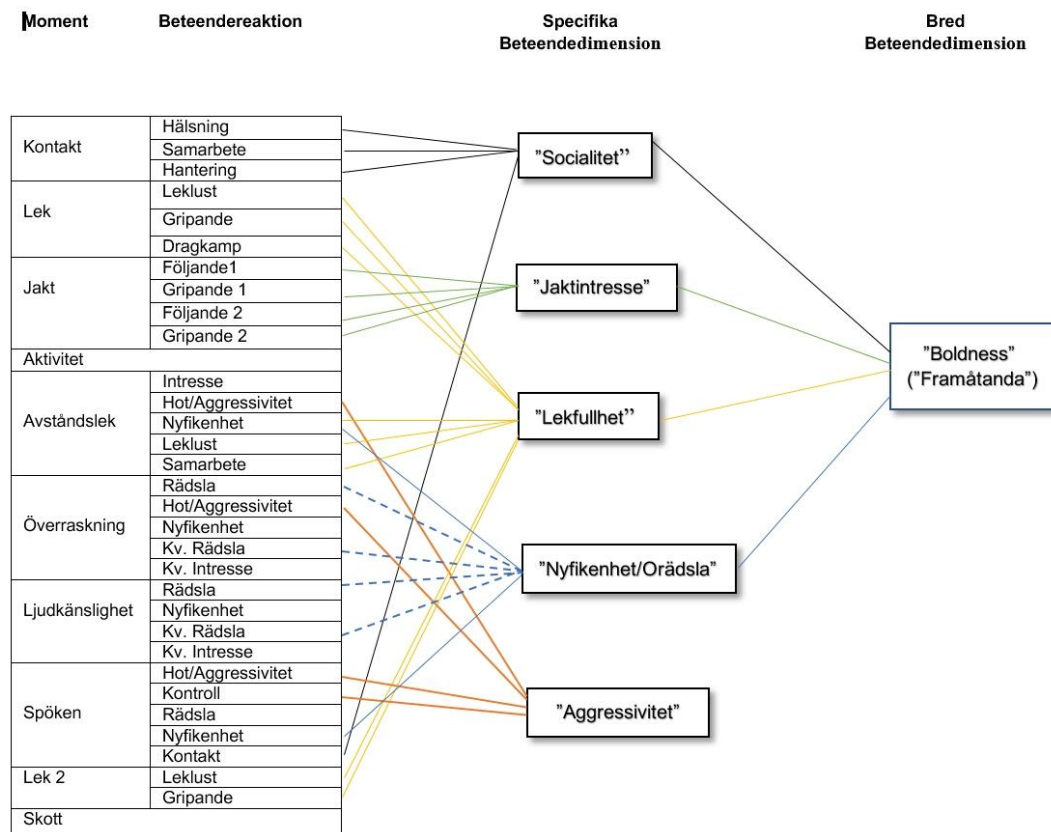 Moment
Beteendereaktion
Specifika
Beteendedimension
Bred
Beteendedimension
Kontakt
Hälsning
Samarbete
Hantering
Lek
Leklust
Gripande
Dragkamp
Jakt
Följande1
Gripande 1
Följande 2
Gripande 2
Aktivitet
Avståndslek
Intresse
Hot/Aggressivitet
Nyfikenhet
Leklust
Samarbete
Överraskning
Rädsla
Hot/Aggressivitet
Nyfikenhet
Kv. Rädsla
Kv. Intresse
Ljudkänslighet
Rädsla
Nyfikenhet
Kv. Rädsla
Kv. Intresse
Spöken
Hot/Aggressivitet
Kontroll
Rädsla
Nyfikenhet
Kontakt
Lek 2
Leklust
Gripande
Skott
”Socialitet”
”Jaktintresse”
”Lekfullhet”
”Nyfikenhet/Orädsla”
”Aggressivitet”
”Boldness”
(”Framåtanda”)